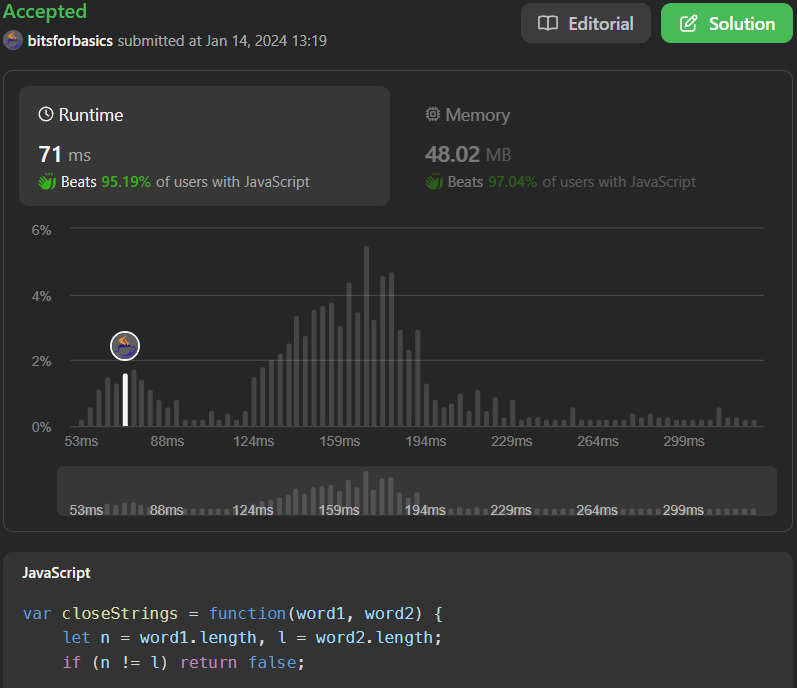 Accepted
Editorial
Solution
bitsforbasics submitted at Jan 14, 2024 13:19
Runtime
71 ms
Beats 95.19% of users with JavaScript
Memory
48.02 MB
Beats 97.04% of users with JavaScript
6%
4%
2%
0%
53ms 88ms 124ms 159ms 194ms 229ms 264ms 299ms
53ms 88ms 124ms 159ms 194ms 229ms 264ms 299ms
JavaScript
var closeStrings = function(word1, word2) {
let n = word1.length, l = word2.length;
if (n != l) return false;